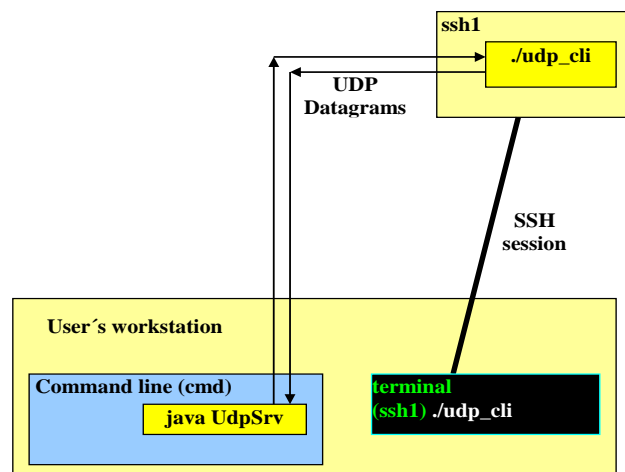 ssh1
./udp_cli
UDP
Datagrams
SSH
session
User´s workstation
Command line (cmd)
java UdpSrv
terminal
(ssh1) ./udp_cli